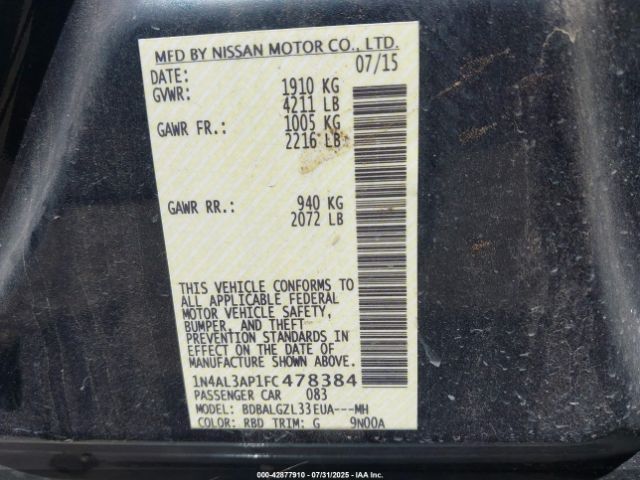 MFD BY NISSAN MOTOR CO., LTD.
DATE: 07/15
GVWR: 1910 KG
4211 LB
GAWR FR.: 1005 KG
2216 LB
GAWR RR.: 940 KG
2072 LB
THIS VEHICLE CONFORMS TO
ALL APPLICABLE FEDERAL
MOTOR VEHICLE SAFETY,
BUMPER, AND THEFT
PREVENTION STANDARDS IN
EFFECT ON THE DATE OF
MANUFACTURE SHOWN ABOVE.
1N4AL3AP1FC478384
PASSENGER CAR 083
MODEL: BDBALGZL33EUA---MH
COLOR: RBD TRIM: G 9N00A
000-42877910 - 07/31/2025 - IAAI.COM